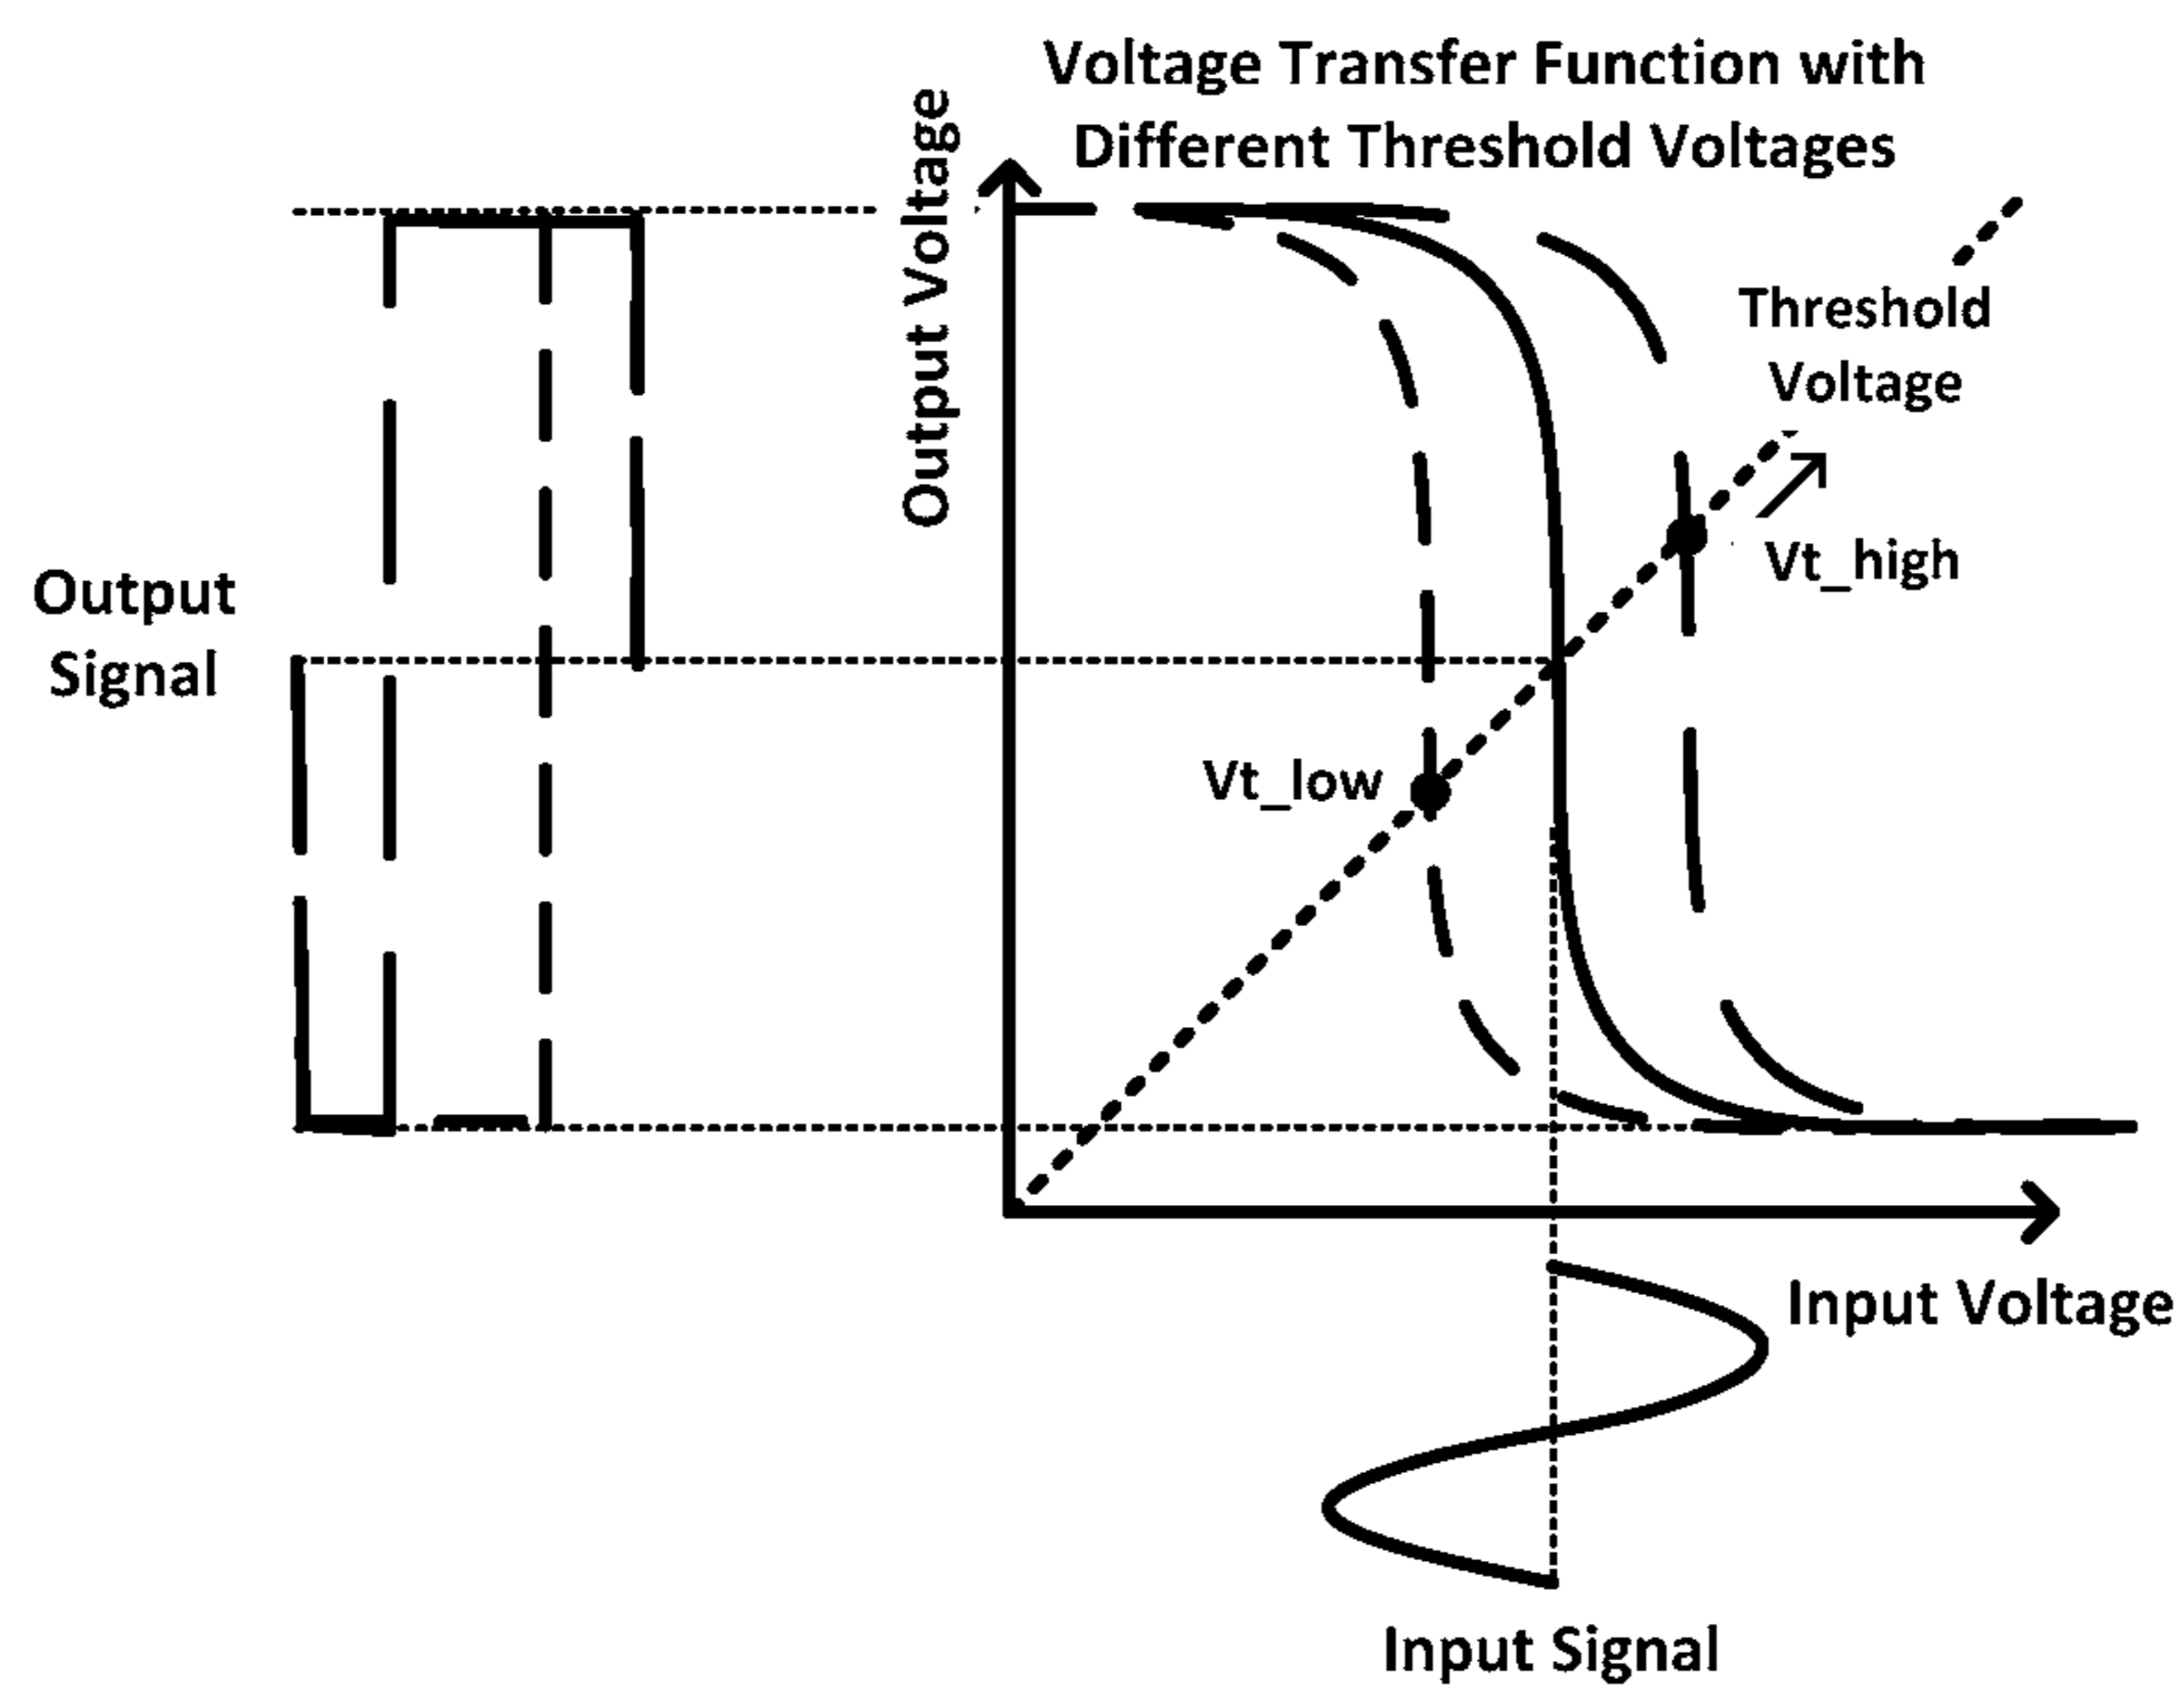 Voltage Transfer Function with
Different Threshold Voltages
Output Voltage
Threshold
Voltage
Vt_high
Output
Signal
Vt_low
Input Voltage
Input Signal